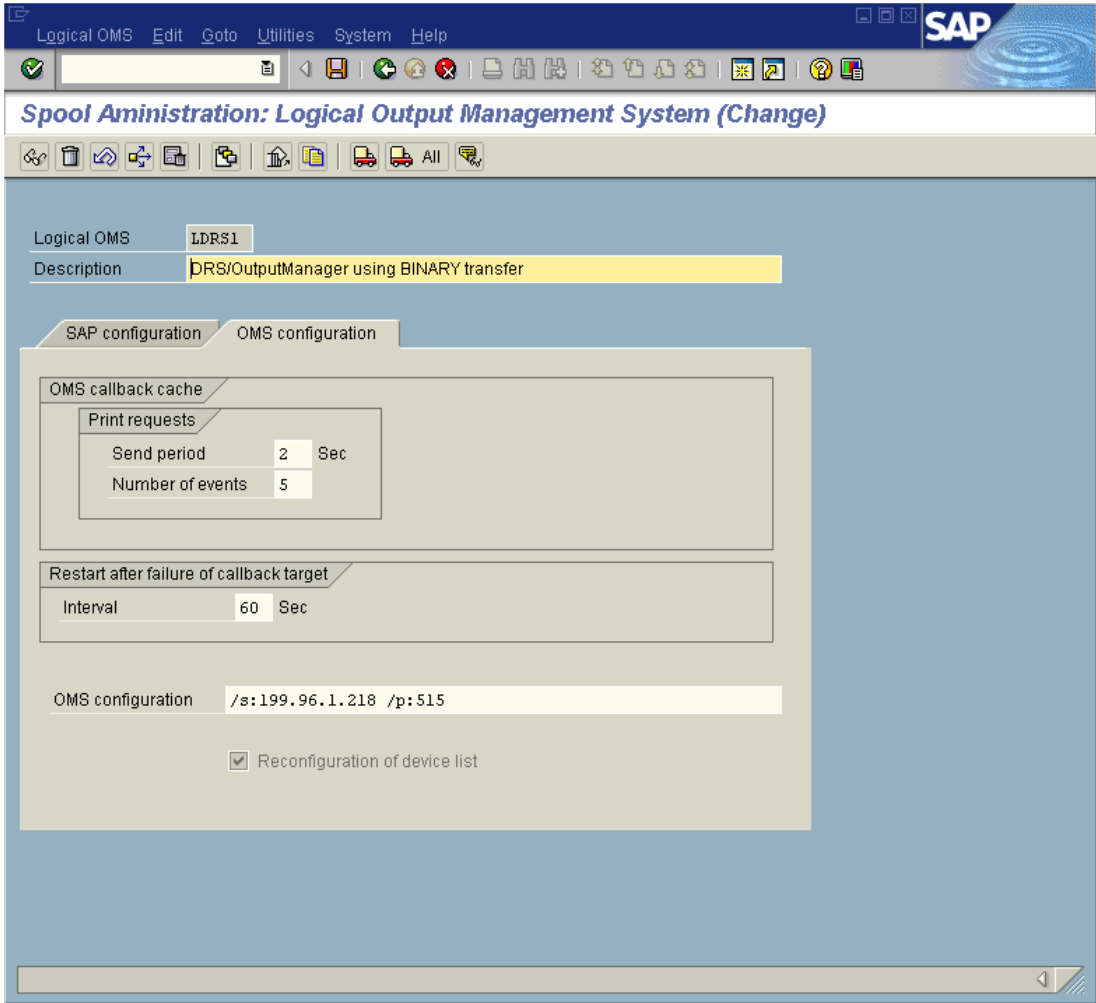 Logical OMS Edit Goto Utilities System Help
SAP
Spool Aministration: Logical Output Management System (Change)
All
Logical OMS LDRS1
Description DRS/OutputManager using BINARY transfer
SAP configuration OMS configuration
OMS callback cache
Print requests
Send period 2 Sec
Number of events 5
Restart after failure of callback target
Interval 60 Sec
OMS configuration /s:199.96.1.218 /p:515
Reconfiguration of device list